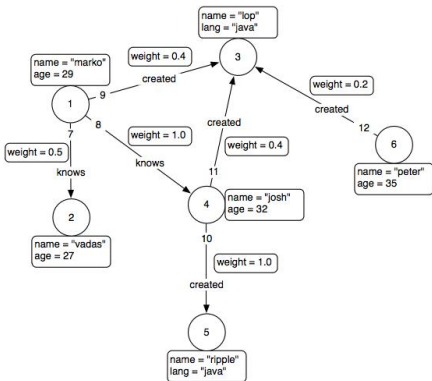 name = "lop"
lang = "java"
weight = 0.4
name = "marko"
age = 29
3
weight = 0.2
9
created
created
1
7
8
weight = 1.0
created
12
6
weight = 0.5
knows
weight = 0.4
knows
11
name = "peter"
age = 35
2
4
name = "josh"
age = 32
name = "vadas"
age = 27
10
weight = 1.0
created
5
name = "ripple"
lang = "java"